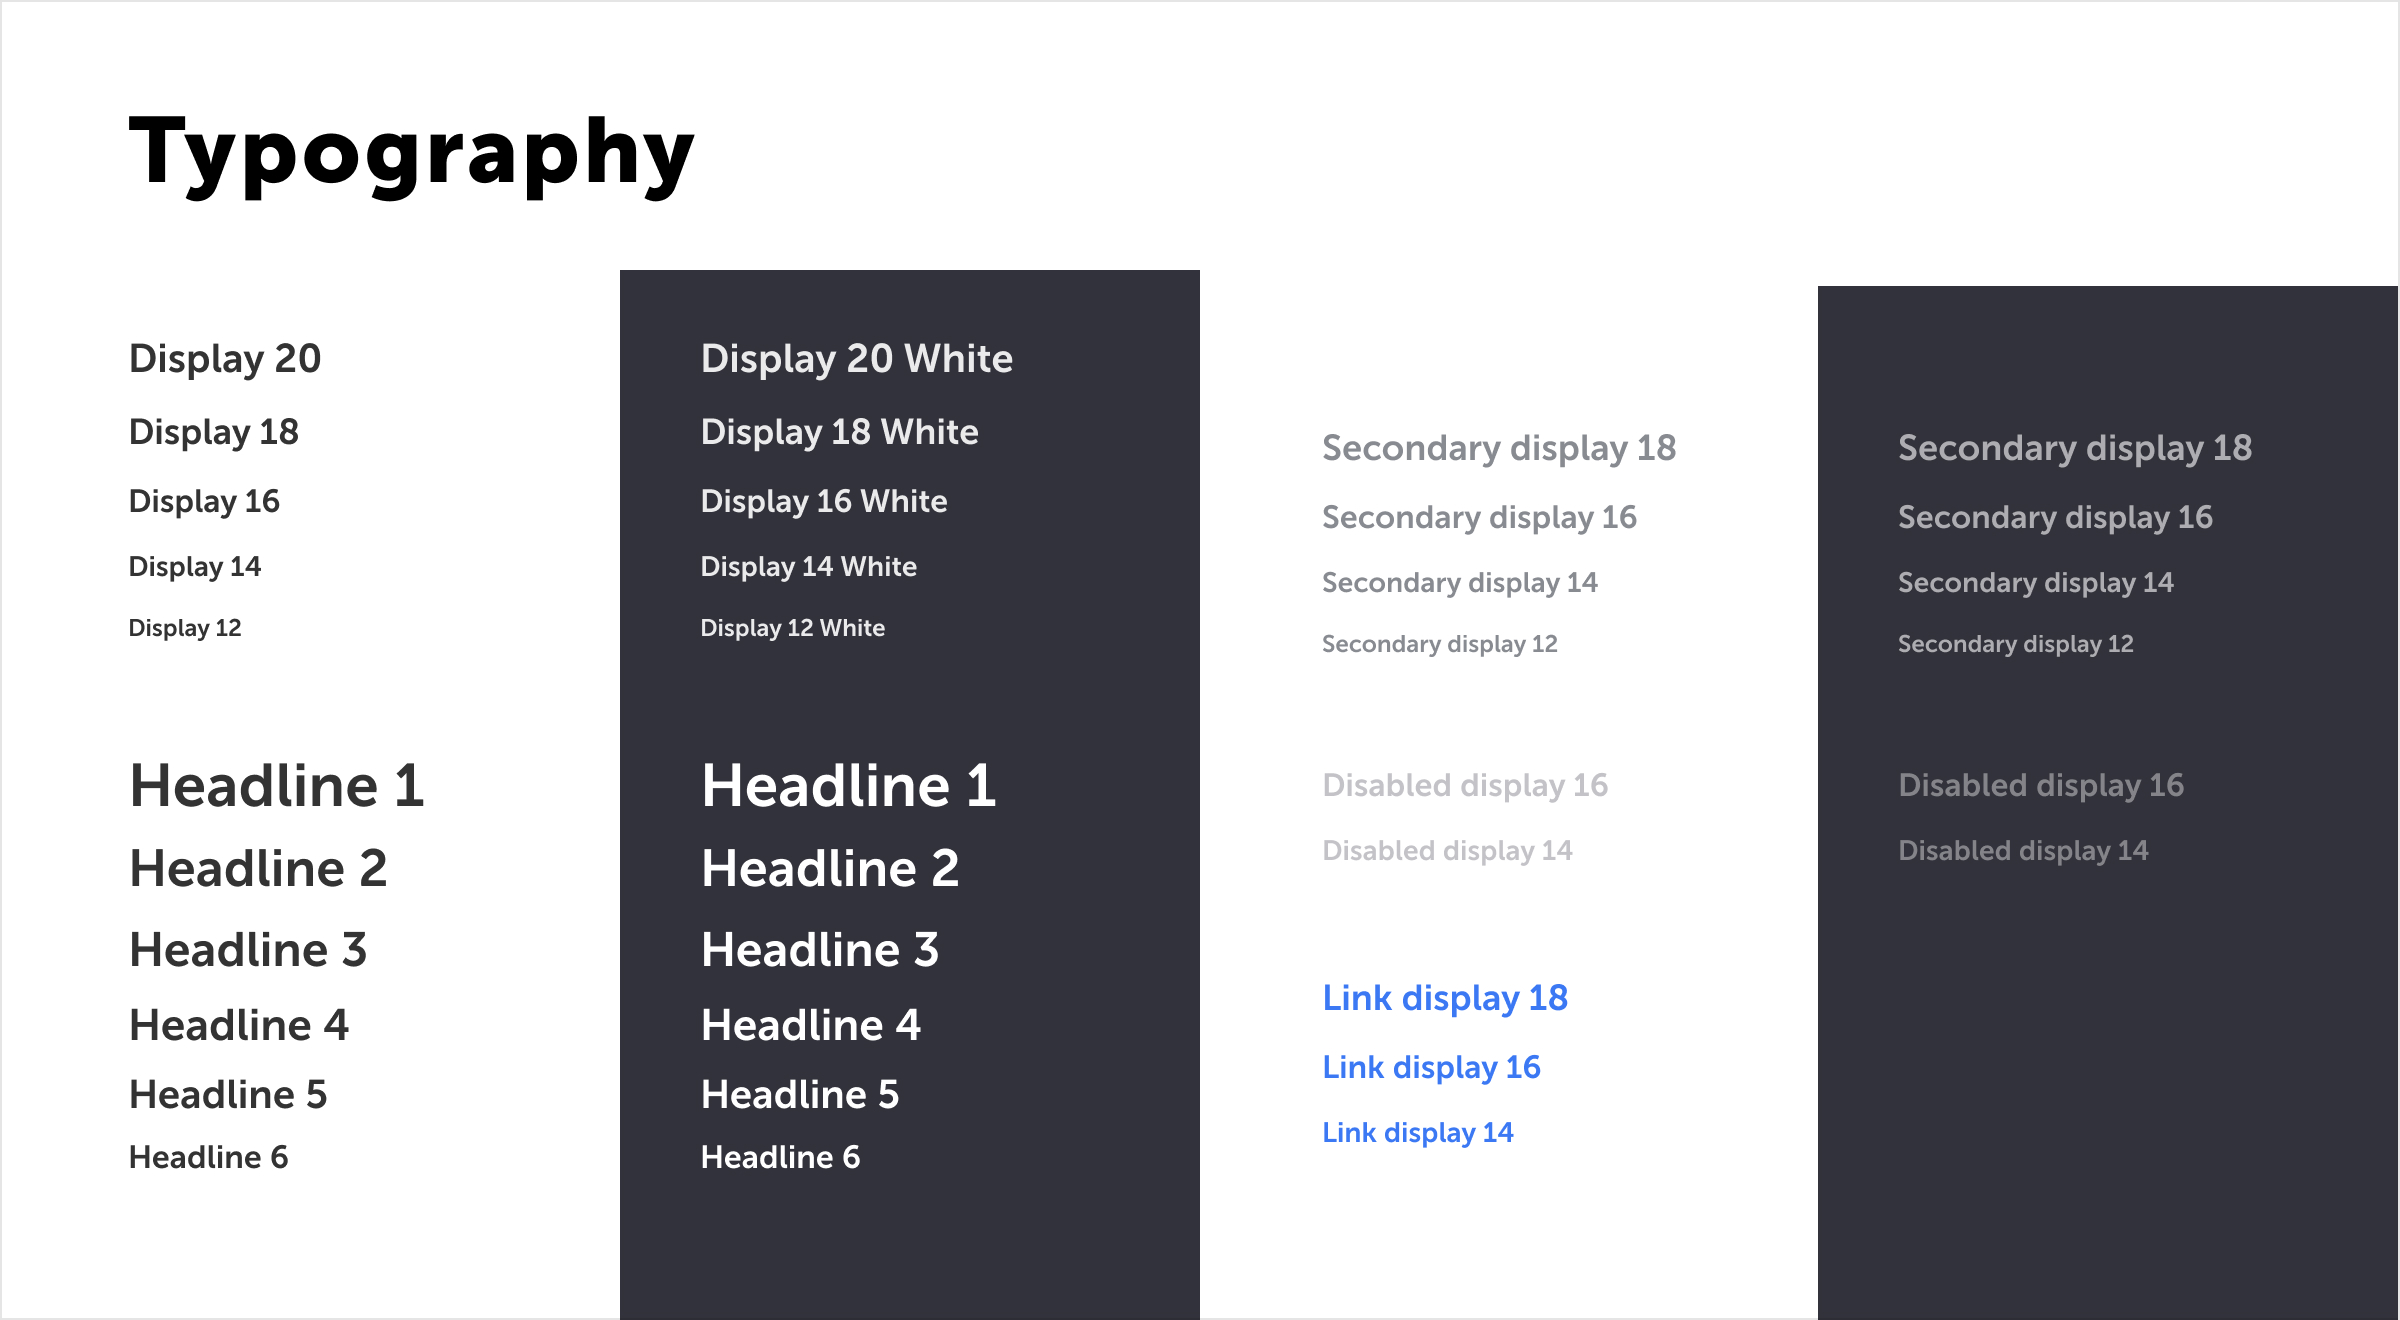 Typography
Display 20
Display 18
Display 16
Display 14
Display 12
Headline 1
Headline 2
Headline 3
Headline 4
Headline 5
Headline 6
Display 20 White
Display 18 White
Display 16 White
Display 14 White
Display 12 White
Headline 1
Headline 2
Headline 3
Headline 4
Headline 5
Headline 6
Secondary display 18
Secondary display 16
Secondary display 14
Secondary display 12
Disabled display 16
Disabled display 14
Link display 18
Link display 16
Link display 14
Secondary display 18
Secondary display 16
Secondary display 14
Secondary display 12
Disabled display 16
Disabled display 14